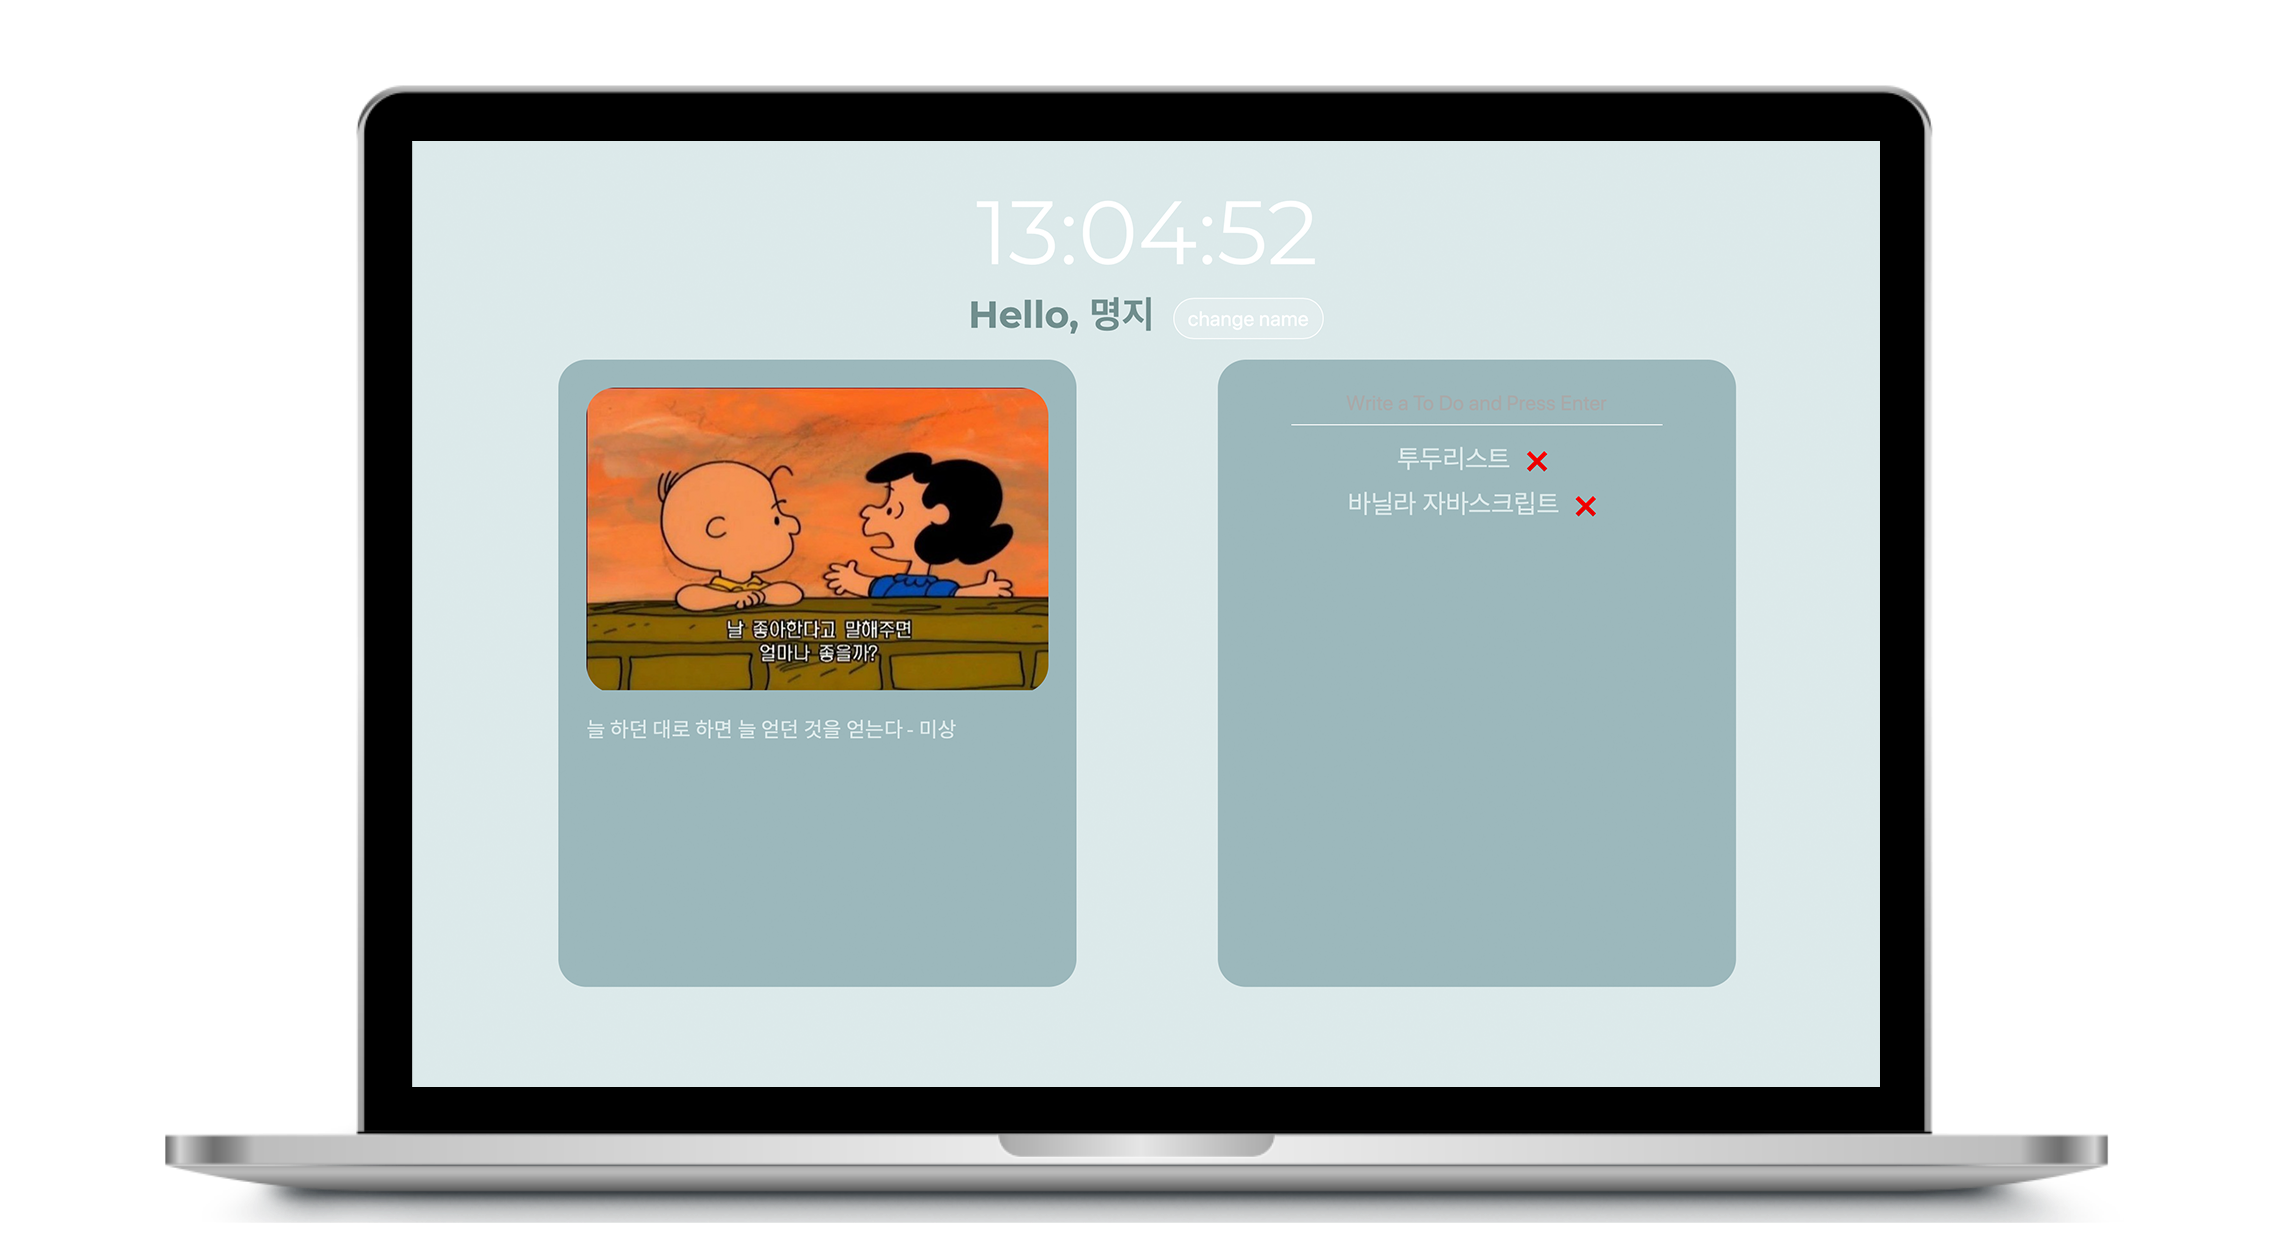 13:04:52
Hello, 명지
change name
날 좋아한다고 말해주면
얼마나 좋을까?
늘 하던 대로 하면 늘 얻던 것을 얻는다 - 미상
Write a To Do and Press Enter
투두리스트 ❌
바닐라 자바스크립트 ❌